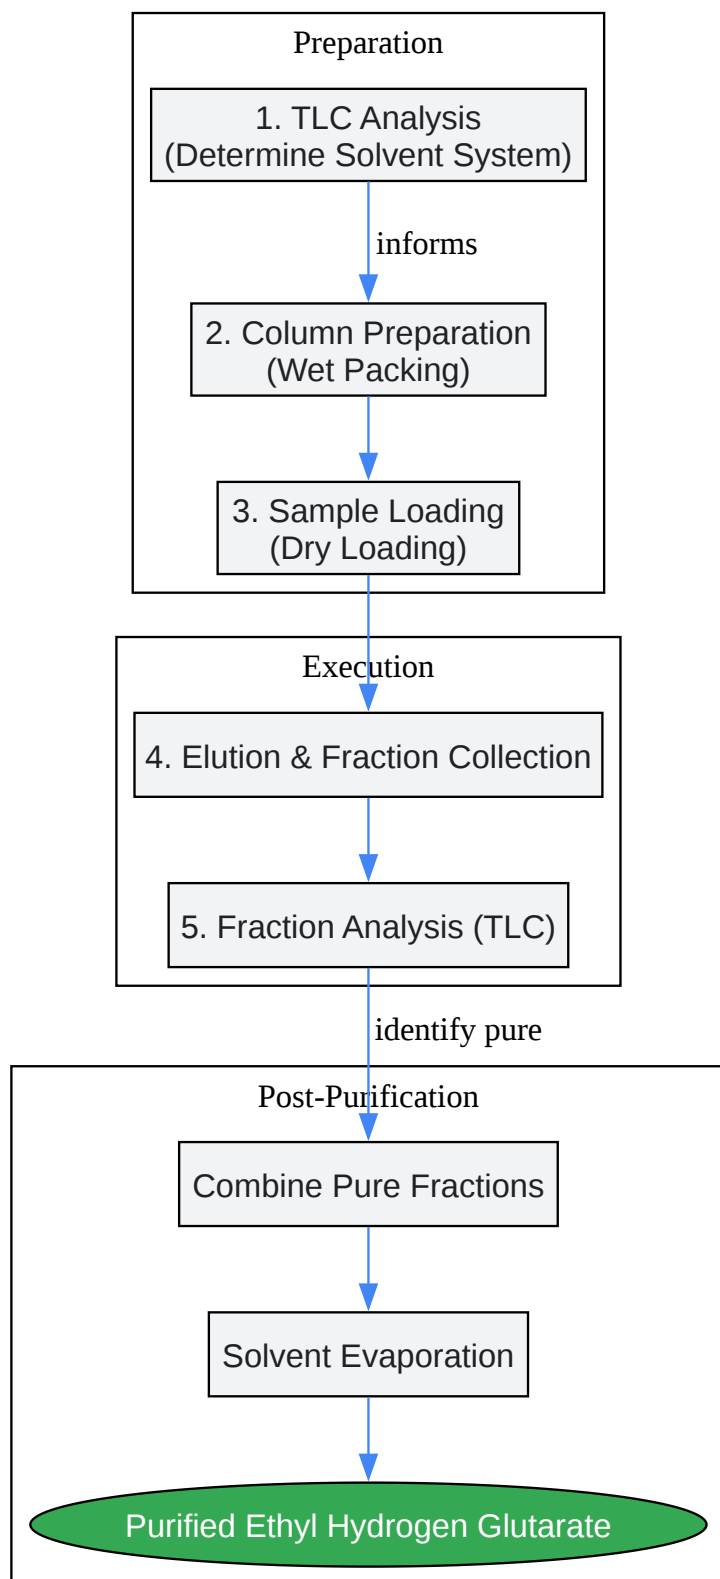 Preparation
1. TLC Analysis
(Determine Solvent System)
informs
2. Column Preparation
(Wet Packing)
3. Sample Loading
(Dry Loading)
Execution
4. Elution & Fraction Collection
5. Fraction Analysis (TLC)
identify pure
Post-Purification
Combine Pure Fractions
Solvent Evaporation
Purified Ethyl Hydrogen Glutarate